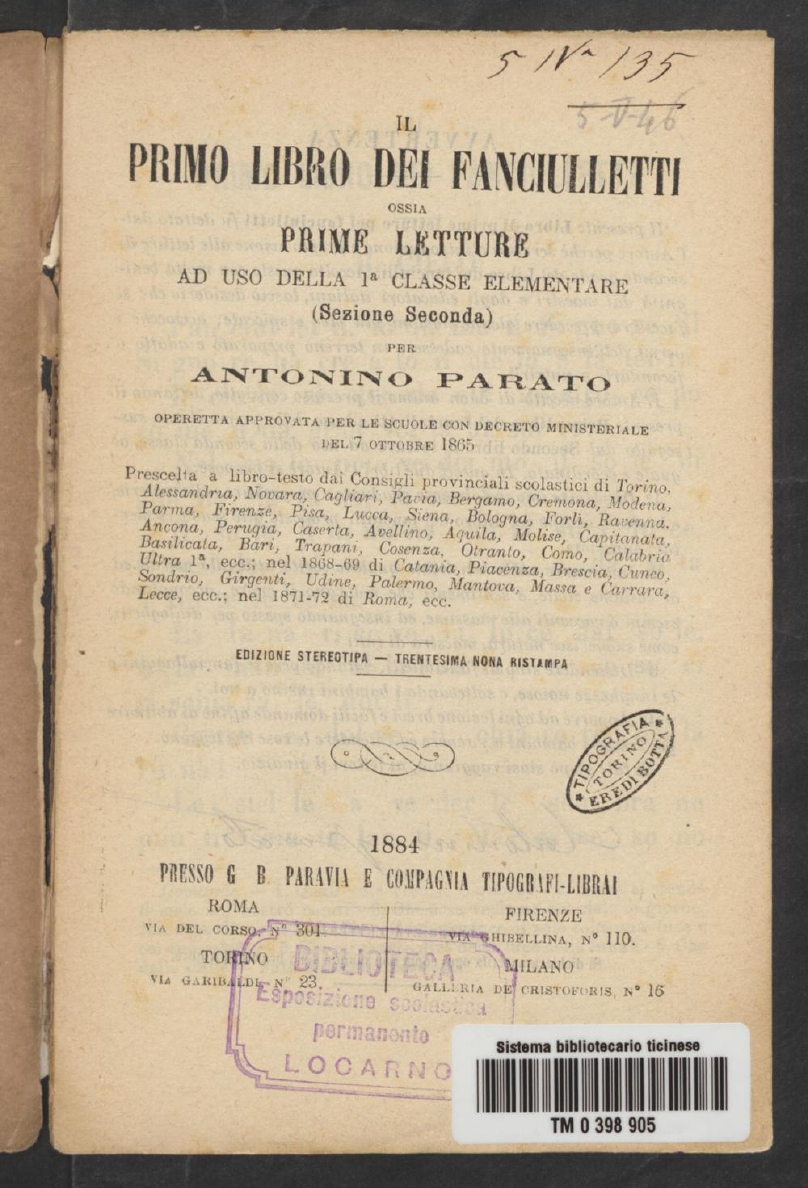 5 Na 135
5-V-46
IL
PRIMO LIBRO DEI FANCIULLETTI
OSSIA
PRIME LETTURE
AD USO DELLA 1ª CLASSE ELEMENTARE
(Sezione Seconda)
PER
ANTONINO PARATO
OPERETTA APPROVATA PER LE SCUOLE CON DECRETO MINISTERIALE
DEL 7 OTTOBRE 1865
Prescelta a libro-testo dai Consigli provinciali scolastici di Torino,
Alessandria, Novara, Cagliari, Pavia, Bergamo, Cremona, Modena,
Parma, Firenze, Pisa, Lucca, Siena, Bologna, Forlì, Ravenna,
Ancona, Perugia, Caserta, Avellino, Aquila, Molise, Capitanata,
Basilicata, Bari, Trapani, Cosenza, Otranto, Como, Calabria
Ultra 1ª, ecc.; nel 1868-69 di Catania, Piacenza, Brescia, Cuneo,
Sondrio, Girgenti, Udine, Palermo, Mantova, Massa e Carrara,
Lecce, ecc.; nel 1871-72 di Roma, ecc.
EDIZIONE STEREOTIPA — TRENTESIMA NONA RISTAMPA
* TIPOGRAFIA *
TORINO
EREDI BOTTA
1884
PRESSO G B PARAVIA E COMPAGNIA TIPOGRAFI-LIBRAI
ROMA
VIA DEL CORSO, N° 301
FIRENZE
VIA GHIBELLINA, N° 110.
TORINO
VIA GARIBALDI, N° 23.
MILANO
GALLERIA DE CRISTOFORIS, N° 16
BIBLIOTECA
Esposizione scolastica
permanente
LOCARNO
Sistema bibliotecario ticinese
TM 0 398 905